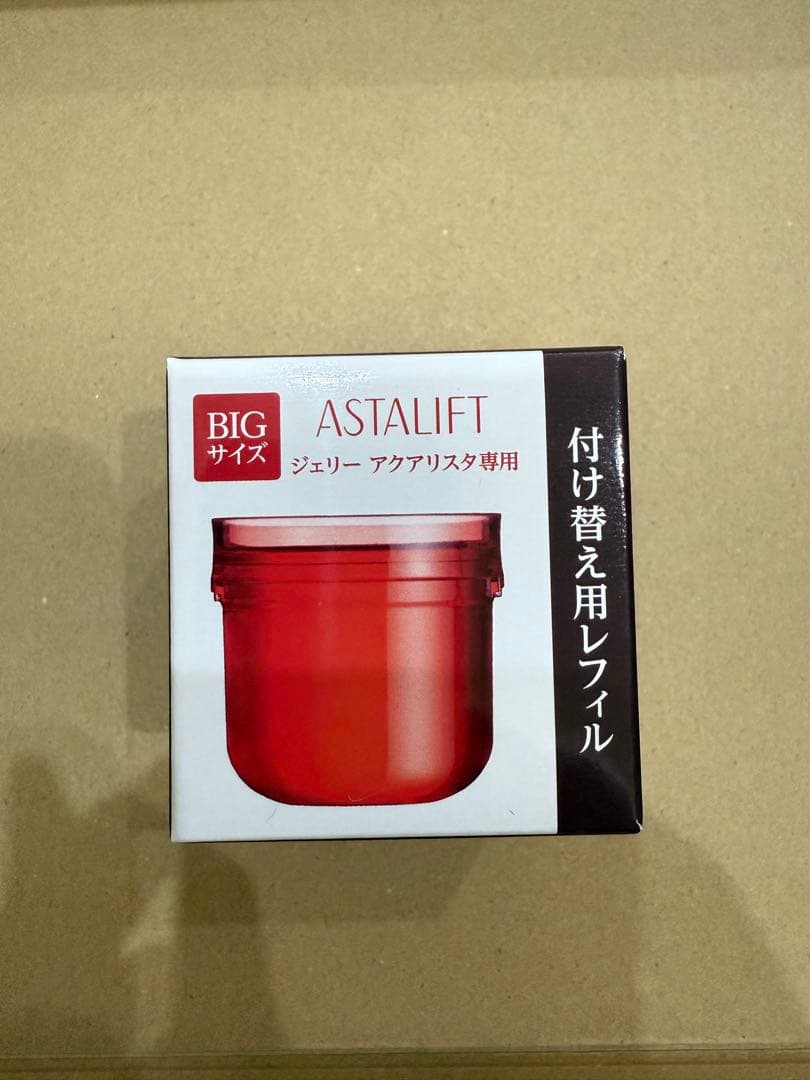 BIG
サイズ
ASTALIFT
ジェリー アクアリスタ専用
付け替え用レフィル